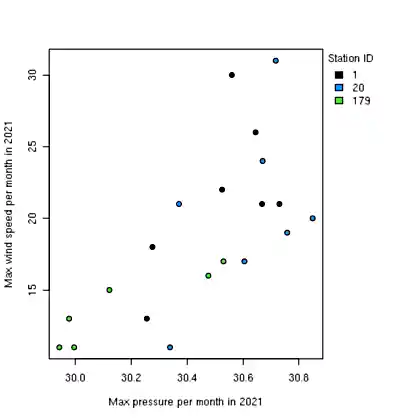 Station ID
1
20
179
Max wind speed per month in 2021
30
25
20
15
30.0 30.2 30.4 30.6 30.8
Max pressure per month in 2021